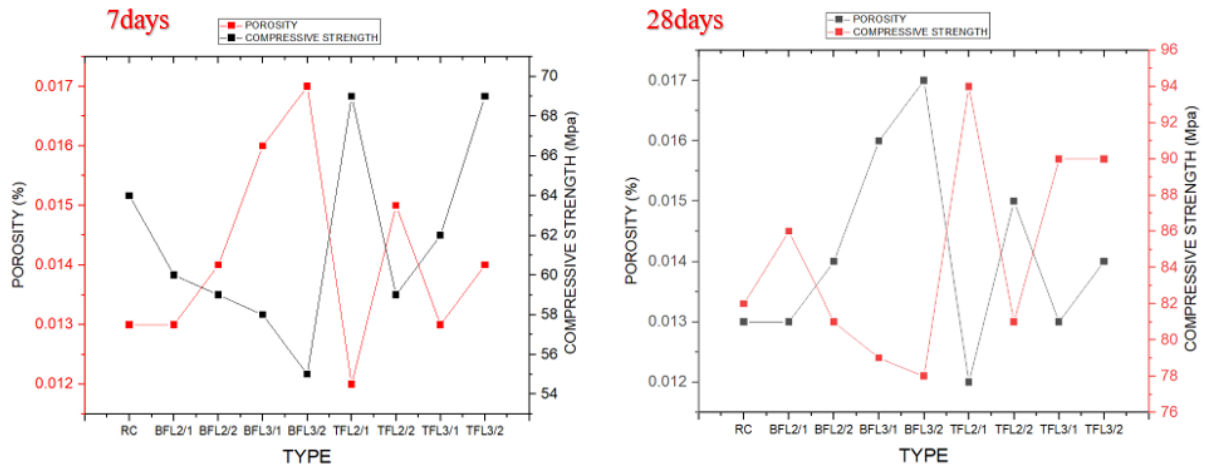 7days
POROSITY
COMPRESSIVE STRENGTH
0.017
0.016
0.015
0.014
0.013
0.012
POROSITY (%)
70
68
66
64
62
60
58
56
54
COMPRESSIVE STRENGTH (Mpa)
RC BFL2/1 BFL2/2 BFL3/1 BFL3/2 TFL2/1 TFL2/2 TFL3/1 TFL3/2
TYPE
28days
POROSITY
COMPRESSIVE STRENGTH
0.017
0.016
0.015
0.014
0.013
0.012
POROSITY (%)
96
94
92
90
88
86
84
82
80
78
76
COMPRESSIVE STRENGTH (Mpa)
RC BFL2/1 BFL2/2 BFL3/1 BFL3/2 TFL2/1 TFL2/2 TFL3/1 TFL3/2
TYPE